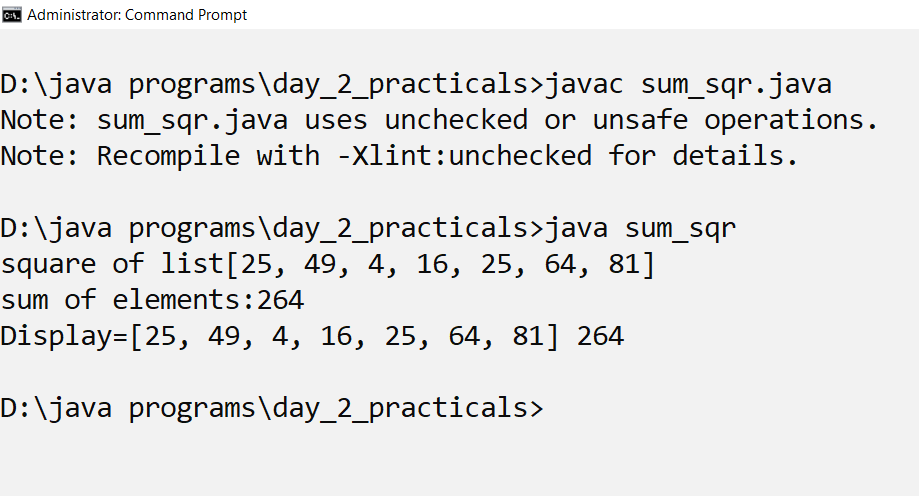 Administrator: Command Prompt
D:\java programs\day_2_practicals>javac sum_sqr.java
Note: sum_sqr.java uses unchecked or unsafe operations.
Note: Recompile with -Xlint:unchecked for details.
D:\java programs\day_2_practicals>java sum_sqr
square of list[25, 49, 4, 16, 25, 64, 81]
sum of elements:264
Display=[25, 49, 4, 16, 25, 64, 81] 264
D:\java programs\day_2_practicals>